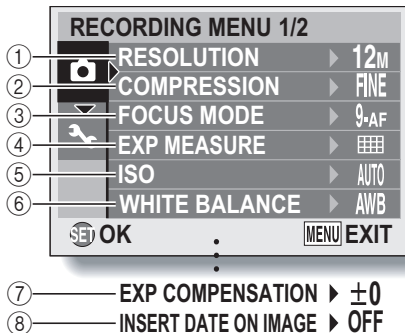 RECORDING MENU 1/2
① RESOLUTION 12M
② COMPRESSION FINE
③ FOCUS MODE 9-AF
④ EXP MEASURE
⑤ ISO AUTO
⑥ WHITE BALANCE AWB
SET OK MENU EXIT
⑦ EXP COMPENSATION ±0
⑧ INSERT DATE ON IMAGE OFF